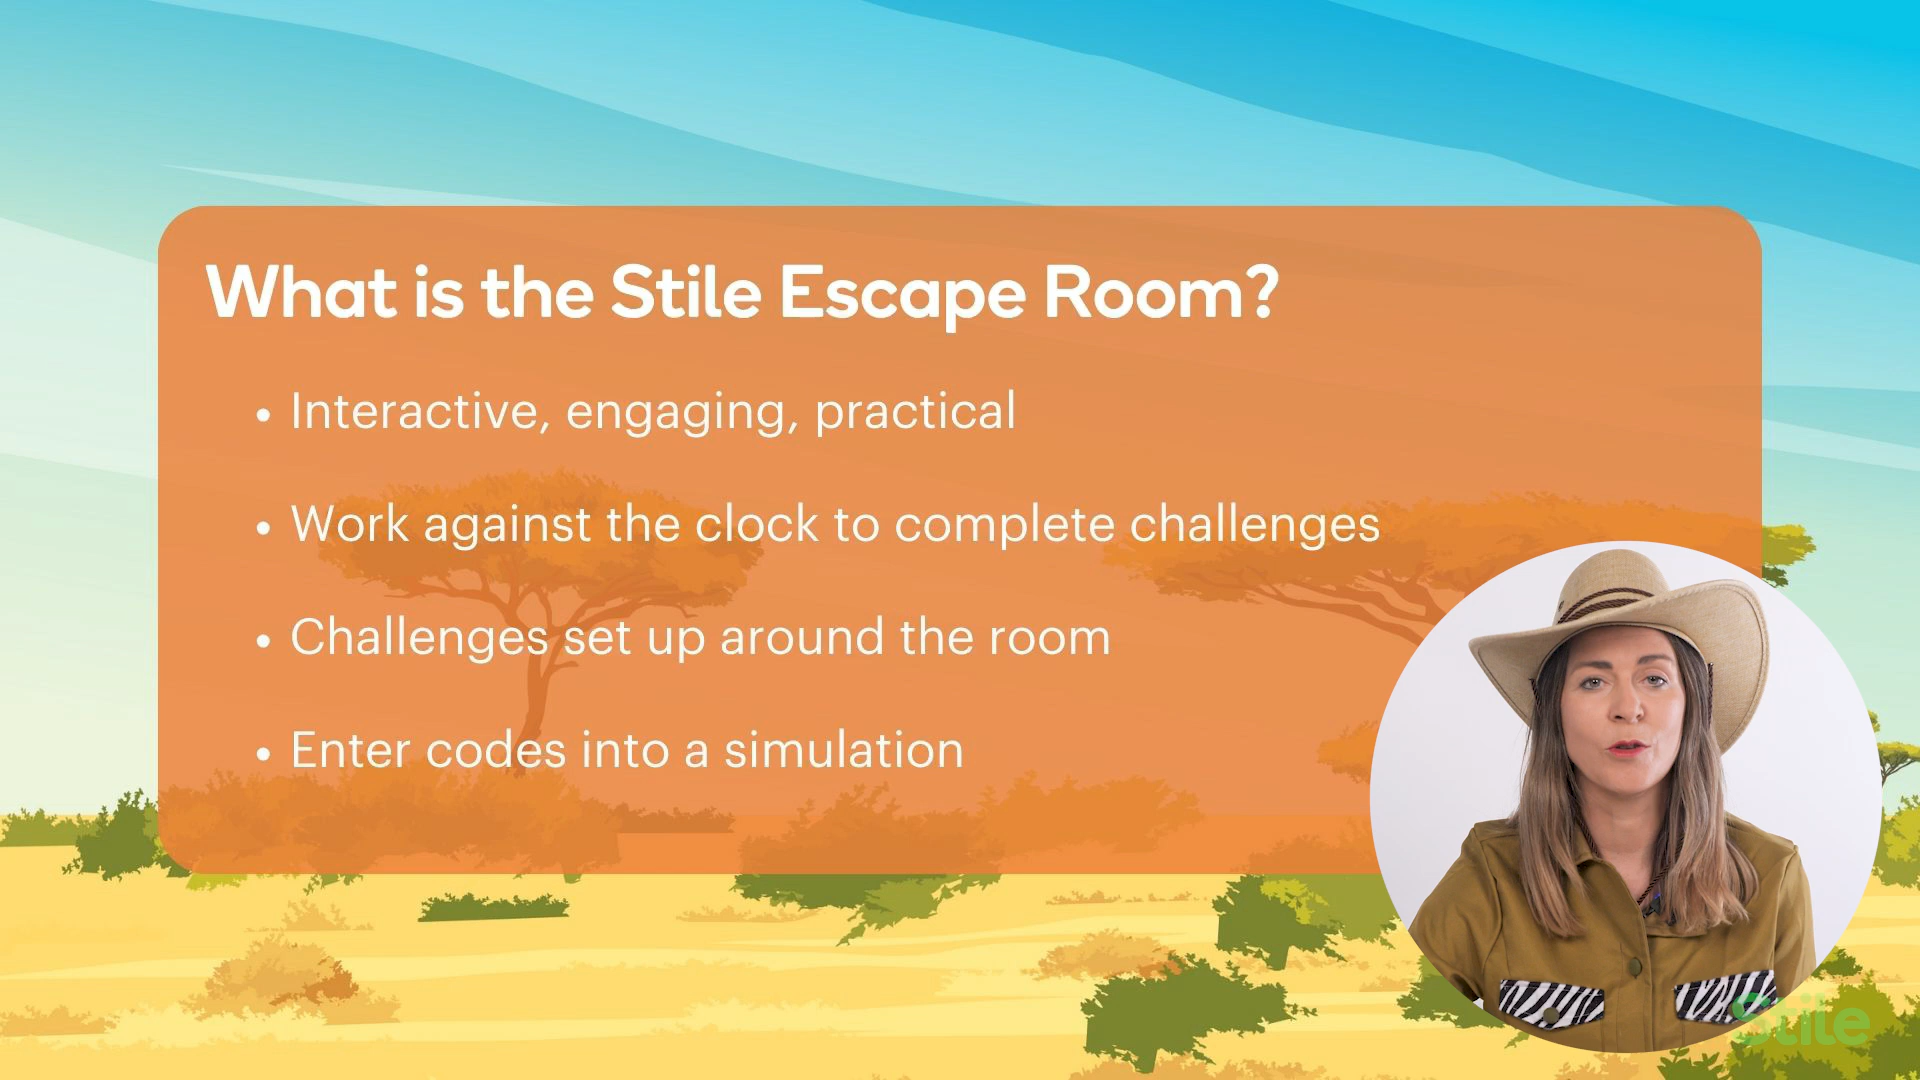 What is the Stile Escape Room?
• Interactive, engaging, practical
• Work against the clock to complete challenges
• Challenges set up around the room
• Enter codes into a simulation
Stile